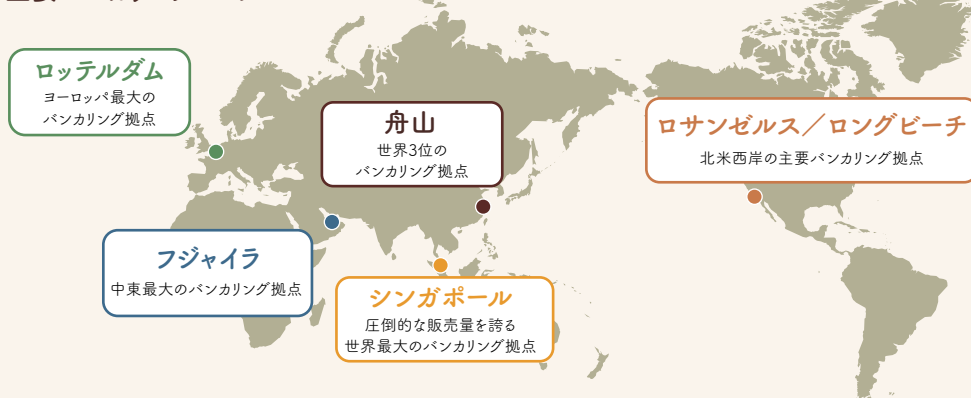 ロッテルダム
ヨーロッパ最大の
バンカリング拠点
舟山
世界3位の
バンカリング拠点
ロサンゼルス／ロングビーチ
北米西岸の主要バンカリング拠点
フジャイラ
中東最大のバンカリング拠点
シンガポール
圧倒的な販売量を誇る
世界最大のバンカリング拠点